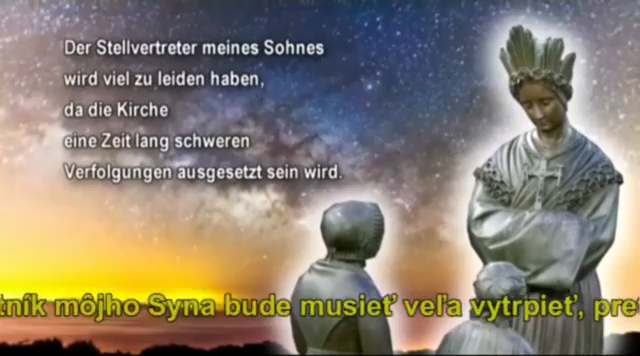 Der Stellvertreter meines Sohnes
wird viel zu leiden haben,
da die Kirche
eine Zeit lang schweren
Verfolgungen ausgesetzt sein wird.
môjho Syna bude musieť veľa vytrpieť,